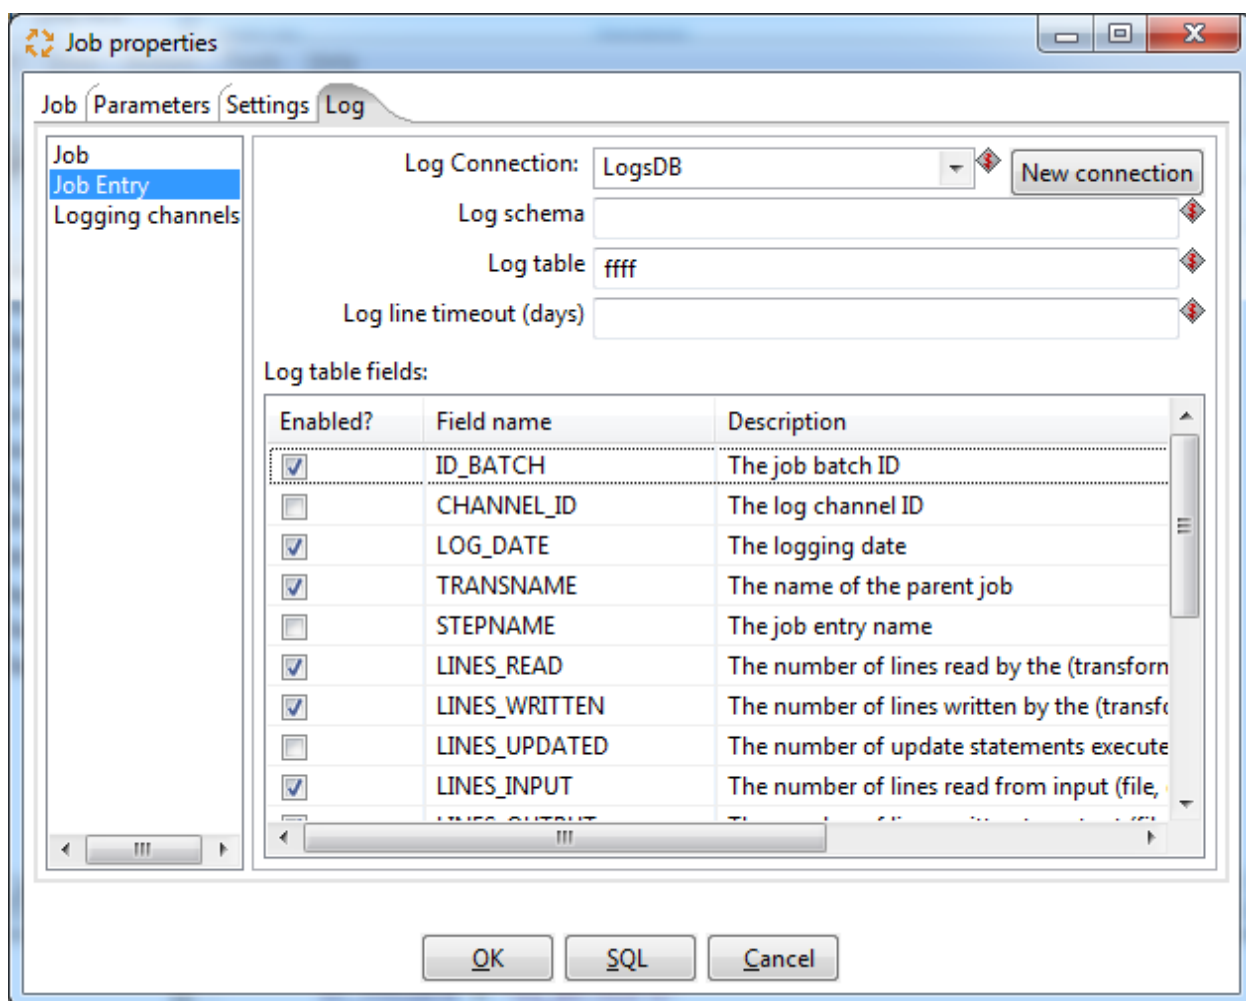 Job properties
Job Parameters Settings Log
Job
Job Entry
Logging channels
Log Connection: LogsDB New connection
Log schema
Log table ffff
Log line timeout (days)
Log table fields:
Enabled? Field name Description
ID_BATCH The job batch ID
CHANNEL_ID The log channel ID
LOG_DATE The logging date
TRANSNAME The name of the parent job
STEPNAME The job entry name
LINES_READ The number of lines read by the (transform
LINES_WRITTEN The number of lines written by the (transfo
LINES_UPDATED The number of update statements execute
LINES_INPUT The number of lines read from input (file,
OK SQL Cancel